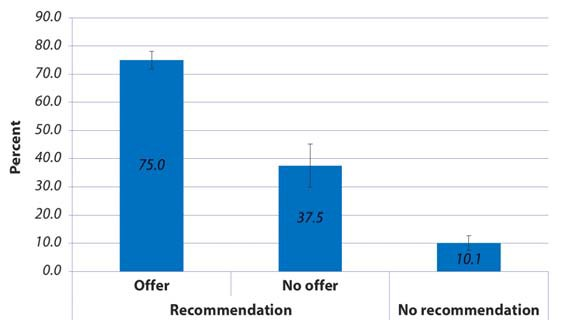 90.0
80.0
70.0
60.0
50.0
40.0
30.0
20.0
10.0
0.0
Percent
75.0
37.5
10.1
Offer
No offer
Recommendation
No recommendation